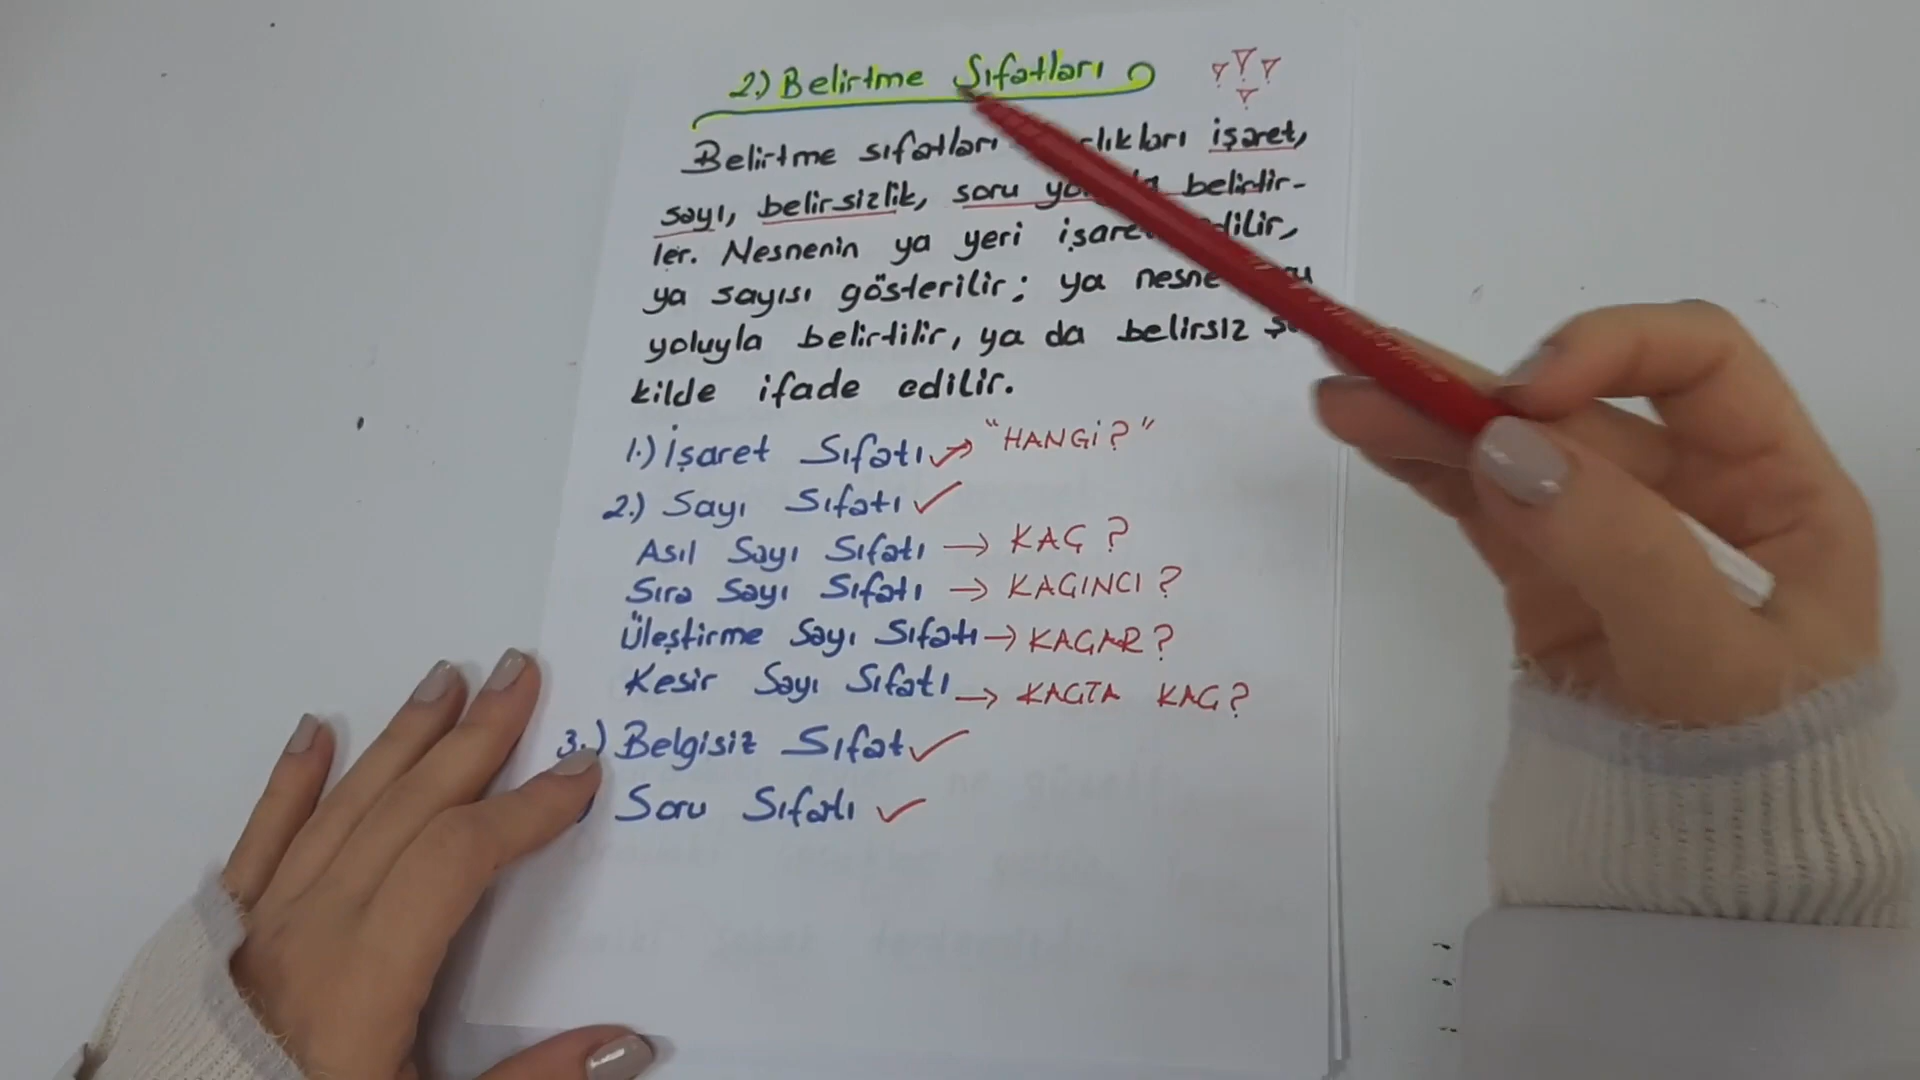 2.) Belirtme Sıfatları
Belirtme sıfatları işaret,
sayı, belirsizlik, soru belirtir-
ler. Nesnenin ya yeri
ya sayısı gösterilir; ya
yoluyla belirtilir, ya da belirsiz
kilde ifade edilir.
1.) İşaret Sıfatı → "HANGİ?"
2.) Sayı Sıfatı ✓
Asıl Sayı Sıfatı → KAÇ?
Sıra Sayı Sıfatı → KAÇINCI?
Üleştirme Sayı Sıfatı → KAÇAR?
Kesir Sayı Sıfatı → KAÇTA KAÇ?
3.) Belgisiz Sıfat ✓
Soru Sıfatı ✓